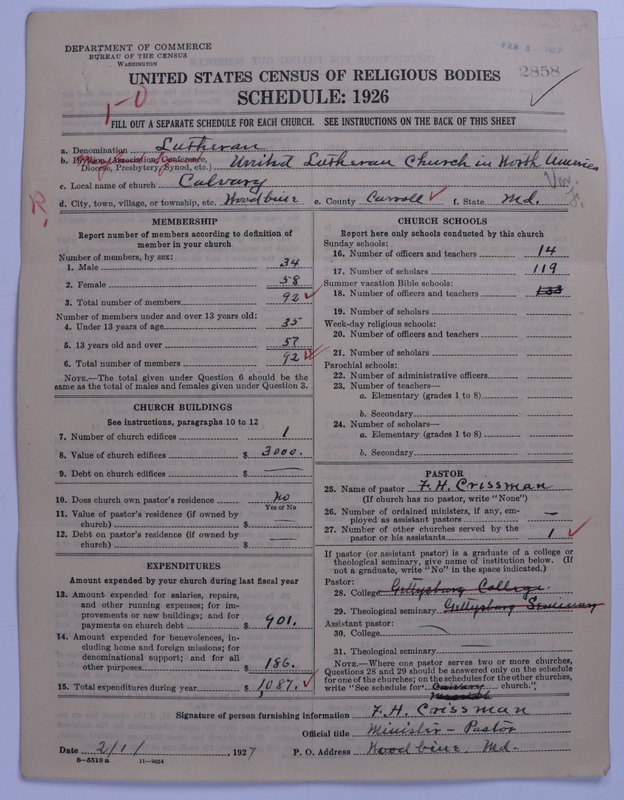 DEPARTMENT OF COMMERCE
BUREAU OF THE CENSUS
WASHINGTON
FEB 2
2858
UNITED STATES CENSUS OF RELIGIOUS BODIES
SCHEDULE: 1926
1-0
FILL OUT A SEPARATE SCHEDULE FOR EACH CHURCH. SEE INSTRUCTIONS ON THE BACK OF THIS SHEET
a. Denomination Lutheran
b. Division (Association, Conference, Diocese, Presbytery, Synod, etc.) United Lutheran Church in North America
c. Local name of church Calvary
d. City, town, village, or township, etc. Woodbine e. County Carroll f. State Md.
R.
MEMBERSHIP
Report number of members according to definition of
member in your church
Number of members, by sex:
1. Male 34
2. Female 58
3. Total number of members 92
Number of members under and over 13 years old:
4. Under 13 years of age 35
5. 13 years old and over 57
6. Total number of members 92
NOTE.—The total given under Question 6 should be the
same as the total of males and females given under Question 3.
CHURCH BUILDINGS
See instructions, paragraphs 10 to 12
7. Number of church edifices 1
8. Value of church edifices $ 3000.
9. Debt on church edifices $ —
10. Does church own pastor's residence No
Yes or No
11. Value of pastor's residence (if owned by
church) $ —
12. Debt on pastor's residence (if owned by
church) $ —
EXPENDITURES
Amount expended by your church during last fiscal year
13. Amount expended for salaries, repairs,
and other running expenses; for im-
provements or new buildings; and for
payments on church debt $ 901.
14. Amount expended for benevolences, in-
cluding home and foreign missions; for
denominational support; and for all
other purposes $ 186.
15. Total expenditures during year $ 1,087.
CHURCH SCHOOLS
Report here only schools conducted by this church
Sunday schools:
16. Number of officers and teachers 14
17. Number of scholars 119
Summer vacation Bible schools:
18. Number of officers and teachers 133
19. Number of scholars
Week-day religious schools:
20. Number of officers and teachers
21. Number of scholars
Parochial schools:
22. Number of administrative officers
23. Number of teachers—
a. Elementary (grades 1 to 8)
b. Secondary
24. Number of scholars—
a. Elementary (grades 1 to 8)
b. Secondary
PASTOR
25. Name of pastor F. H. Crissman
(If church has no pastor, write "None")
26. Number of ordained ministers, if any, em-
ployed as assistant pastors —
27. Number of other churches served by the
pastor or his assistants 1
If pastor (or assistant pastor) is a graduate of a college or
theological seminary, give name of institution below. (If
not a graduate, write "No" in the space indicated.)
Pastor:
28. College Gettysburg College
29. Theological seminary Gettysburg Seminary
Assistant pastor:
30. College —
31. Theological seminary —
NOTE.—Where one pastor serves two or more churches,
Questions 28 and 29 should be answered only on the schedule
for one of the churches; on the schedules for the other churches,
write "See schedule for Calvary church."
Signature of person furnishing information F. H. Crissman
Official title Minister - Pastor
Date 2/1/, 1927 P. O. Address Woodbine Md-
8—5518 a 11—9054